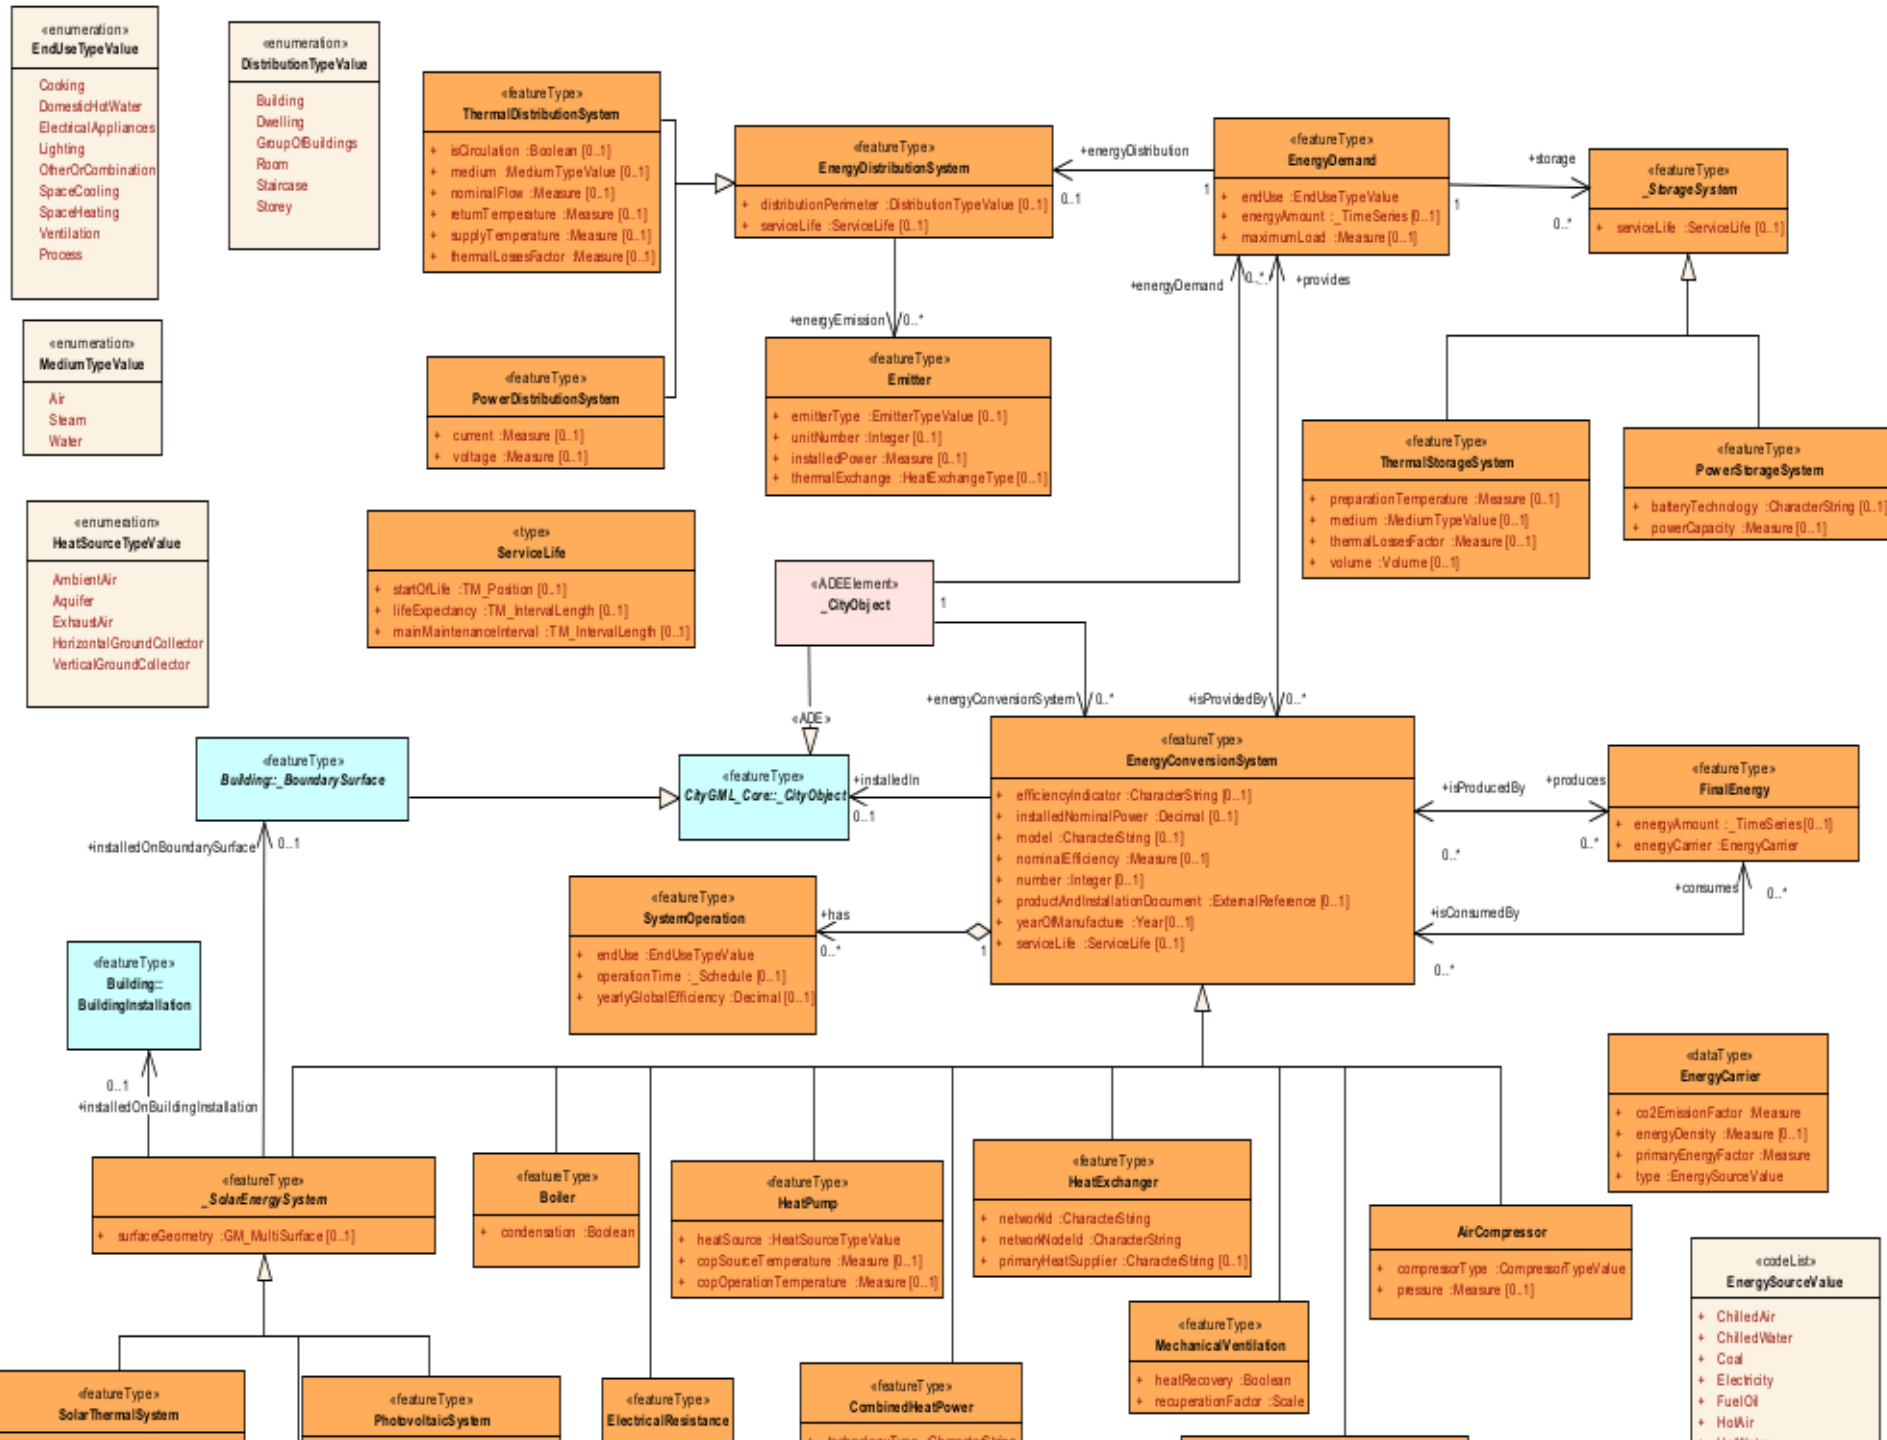 «enumeration»
EndUseTypeValue
Cooking
DomesticHotWater
ElectricalAppliances
Lighting
OtherOrCombination
SpaceCooling
SpaceHeating
Ventilation
Process
«enumeration»
DistributionTypeValue
Building
Dwelling
GroupOfBuildings
Room
Staircase
Storey
«featureType»
ThermalDistributionSystem
+ isCirculation :Boolean [0..1]
+ medium :MediumTypeValue [0..1]
+ nominalFlow :Measure [0..1]
+ returnTemperature :Measure [0..1]
+ supplyTemperature :Measure [0..1]
+ thermalLossesFactor :Measure [0..1]
«featureType»
EnergyDistributionSystem
+ distributionPerimeter :DistributionTypeValue [0..1]
+ serviceLife :ServiceLife [0..1]
+energyDistribution
0..1
1
«featureType»
EnergyDemand
+ endUse :EndUseTypeValue
+ energyAmount :_TimeSeries [0..1]
+ maximumLoad :Measure [0..1]
+storage
1
0..*
«featureType»
_StorageSystem
+ serviceLife :ServiceLife [0..1]
+energyDemand
0..*
+provides
+energyEmission
0..*
«enumeration»
MediumTypeValue
Air
Steam
Water
«featureType»
PowerDistributionSystem
+ current :Measure [0..1]
+ voltage :Measure [0..1]
«featureType»
Emitter
+ emitterType :EmitterTypeValue [0..1]
+ unitNumber :Integer [0..1]
+ installedPower :Measure [0..1]
+ thermalExchange :HeatExchangeType [0..1]
«featureType»
ThermalStorageSystem
+ preparationTemperature :Measure [0..1]
+ medium :MediumTypeValue [0..1]
+ thermalLossesFactor :Measure [0..1]
+ volume :Volume [0..1]
«featureType»
PowerStorageSystem
+ batteryTechnology :CharacterString [0..1]
+ powerCapacity :Measure [0..1]
«enumeration»
HeatSourceTypeValue
AmbientAir
Aquifer
ExhaustAir
HorizontalGroundCollector
VerticalGroundCollector
«type»
ServiceLife
+ startOfLife :TM_Position [0..1]
+ lifeExpectancy :TM_IntervalLength [0..1]
+ mainMaintenanceInterval :TM_IntervalLength [0..1]
«ADEElement»
_CityObject
1
«ADE»
+energyConversionSystem
0..*
+isProvidedBy
0..*
«featureType»
Building::_BoundarySurface
«featureType»
CityGML_Core::_CityObject
+installedIn
0..1
«featureType»
EnergyConversionSystem
+ efficiencyIndicator :CharacterString [0..1]
+ installedNominalPower :Decimal [0..1]
+ model :CharacterString [0..1]
+ nominalEfficiency :Measure [0..1]
+ number :Integer [0..1]
+ productAndInstallationDocument :ExternalReference [0..1]
+ yearOfManufacture :Year [0..1]
+ serviceLife :ServiceLife [0..1]
+isProducedBy
0..*
+produces
0..*
«featureType»
FinalEnergy
+ energyAmount :_TimeSeries [0..1]
+ energyCarrier :EnergyCarrier
+consumes
0..*
+isConsumedBy
0..*
+installedOnBoundarySurface
0..1
«featureType»
SystemOperation
+ endUse :EndUseTypeValue
+ operationTime :_Schedule [0..1]
+ yearlyGlobalEfficiency :Decimal [0..1]
+has
0..*
1
«featureType»
Building::
BuildingInstallation
0..1
+installedOnBuildingInstallation
«dataType»
EnergyCarrier
+ co2EmissionFactor :Measure
+ energyDensity :Measure [0..1]
+ primaryEnergyFactor :Measure
+ type :EnergySourceValue
«featureType»
_SolarEnergySystem
+ surfaceGeometry :GM_MultiSurface [0..1]
«featureType»
Boiler
+ condensation :Boolean
«featureType»
HeatPump
+ heatSource :HeatSourceTypeValue
+ copSourceTemperature :Measure [0..1]
+ copOperationTemperature :Measure [0..1]
«featureType»
HeatExchanger
+ networkId :CharacterString
+ networkNodeId :CharacterString
+ primaryHeatSupplier :CharacterString [0..1]
AirCompressor
+ compressorType :CompressorTypeValue
+ pressure :Measure [0..1]
«codeList»
EnergySourceValue
+ ChilledAir
+ ChilledWater
+ Coal
+ Electricity
+ FuelOil
+ HotAir
«featureType»
MechanicalVentilation
+ heatRecovery :Boolean
+ recuperationFactor :Scale
«featureType»
SolarThermalSystem
«featureType»
PhotovoltaicSystem
«featureType»
ElectricalResistance
«featureType»
CombinedHeatPower